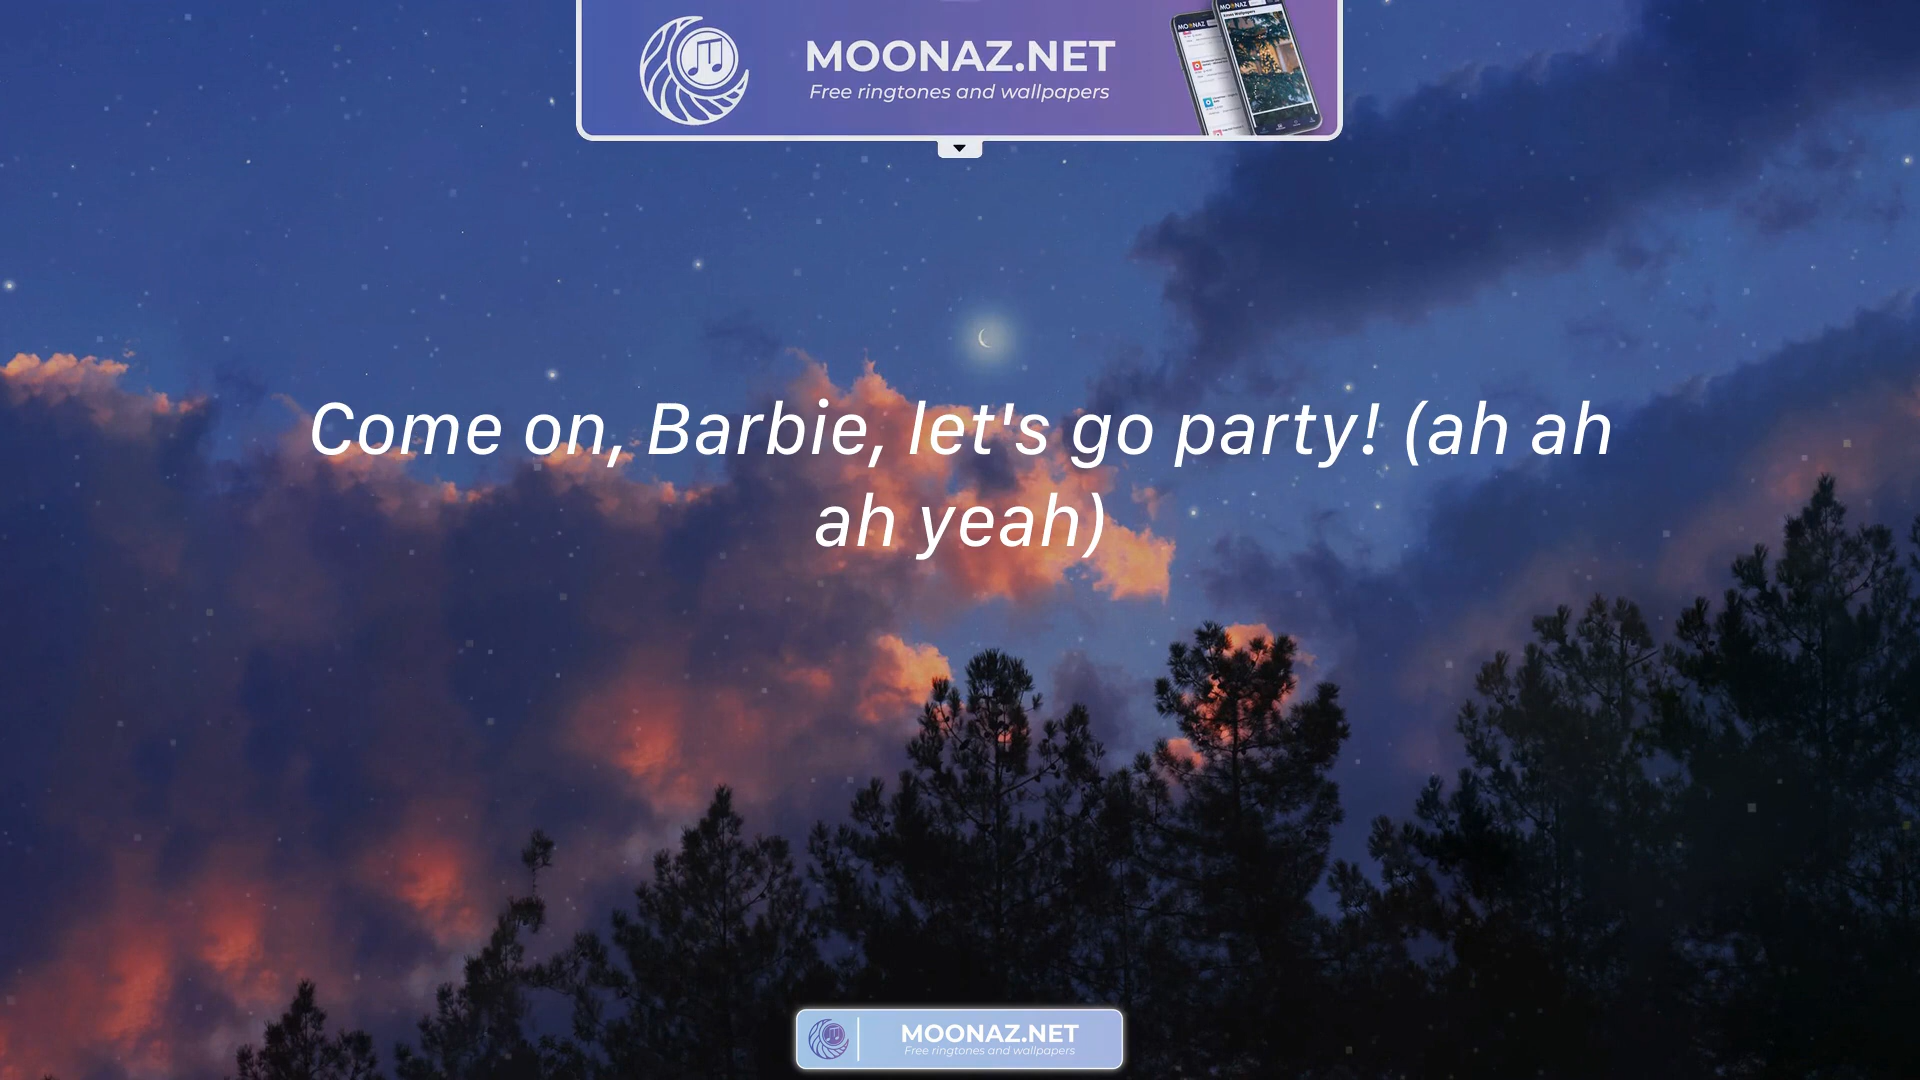 MOONAZ.NET
Free ringtones and wallpapers
Come on, Barbie, let's go party! (ah ah
ah yeah)
MOONAZ.NET
Free ringtones and wallpapers